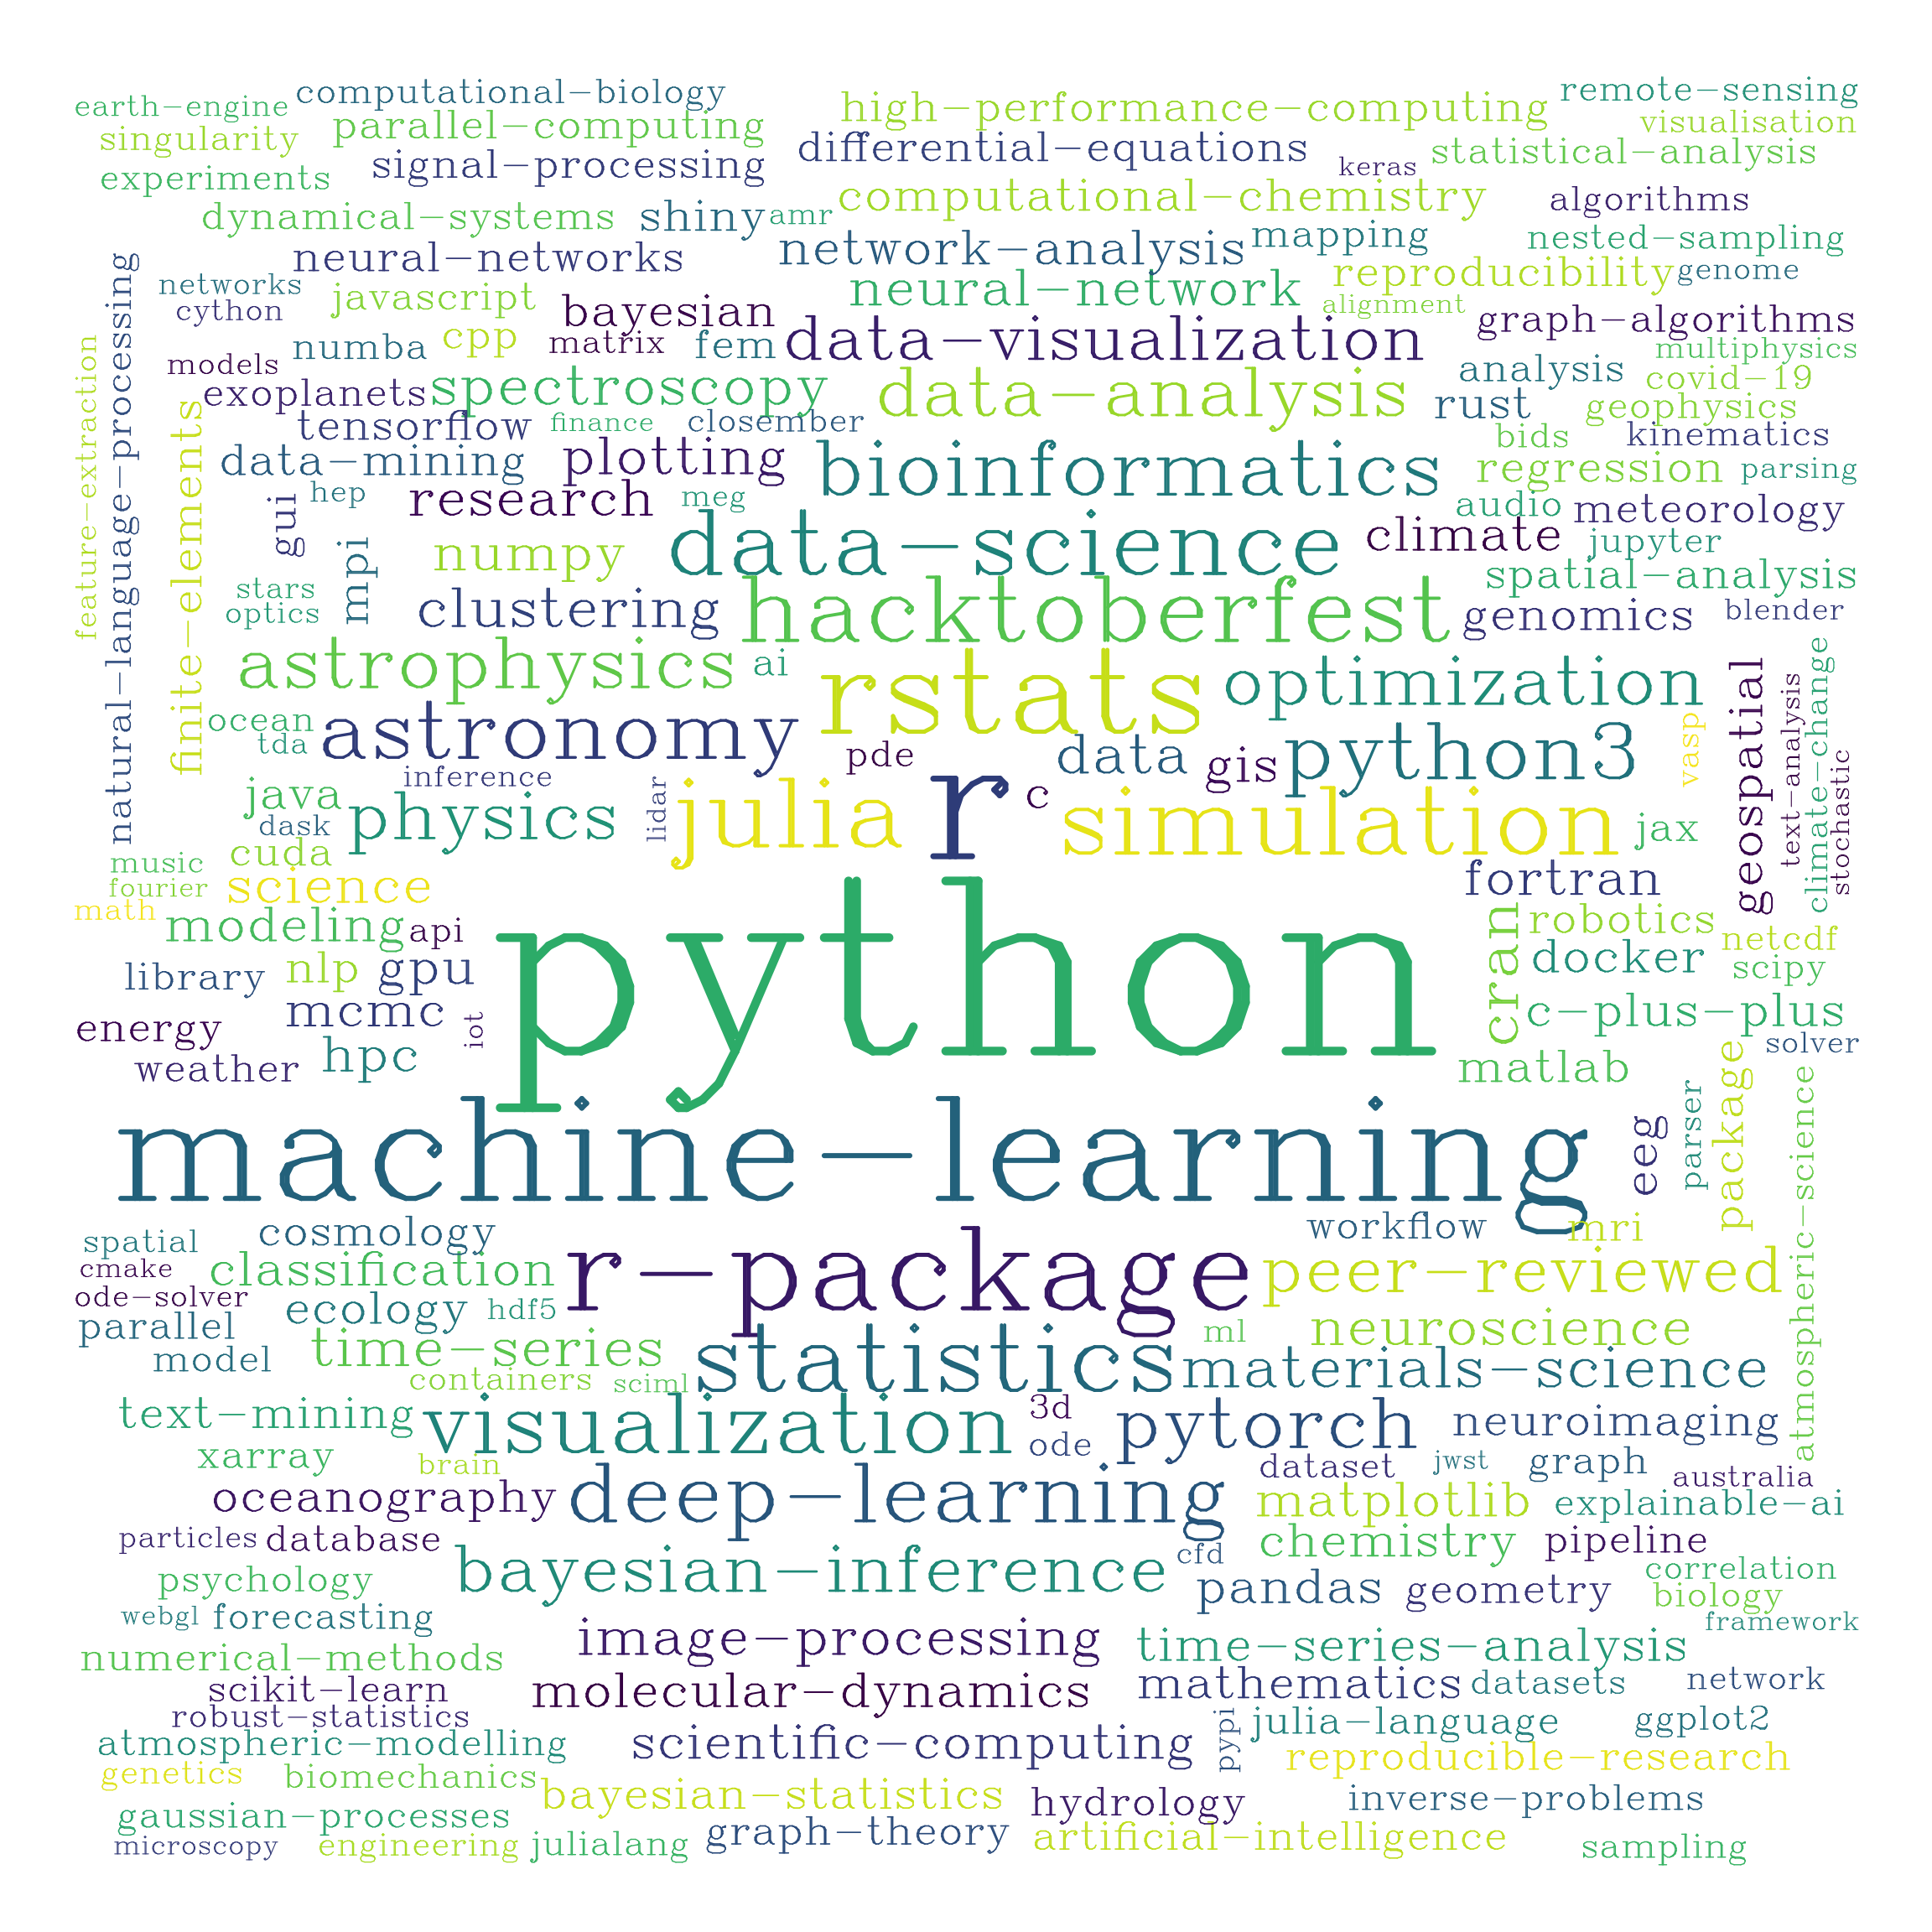 earth-engine
computational-biology
high-performance-computing
remote-sensing
singularity
parallel-computing
visualisation
experiments
signal-processing
differential-equations
keras
statistical-analysis
dynamical-systems
shiny
amr
computational-chemistry
algorithms
neural-networks
network-analysis
mapping
nested-sampling
networks
javascript
neural-network
reproducibility
genome
cython
bayesian
alignment
graph-algorithms
models
numba
cpp
matrix
fem
data-visualization
multiphysics
exoplanets
spectroscopy
data-analysis
analysis
covid-19
tensorflow
finance
closember
rust
geophysics
data-mining
plotting
bioinformatics
bids
kinematics
hep
research
meg
regression
parsing
feature-extraction
natural-language-processing
finite-elements
gui
mpi
numpy
data-science
audio
meteorology
climate
jupyter
stars
optics
clustering
hacktoberfest
spatial-analysis
genomics
blender
astrophysics
ai
rstats
optimization
ocean
tda
astronomy
pde
data
gis
python3
vasp
geospatial
text-analysis
climate-change
stochastic
inference
java
dask
physics
lidar
julia
r
c
simulation
jax
music
cuda
fourier
science
math
fortran
modeling
api
python
cran
robotics
library
nlp
gpu
docker
netcdf
scipy
energy
mcmc
iot
c-plus-plus
weather
hpc
matlab
solver
machine-learning
eeg
parser
package
atmospheric-science
spatial
cosmology
workflow
mri
cmake
classification
r-package
peer-reviewed
ode-solver
ecology
hdf5
parallel
time-series
statistics
ml
neuroscience
model
containers
sciml
materials-science
text-mining
visualization
3d
pytorch
neuroimaging
xarray
brain
ode
dataset
jwst
graph
australia
oceanography
deep-learning
matplotlib
explainable-ai
particles
database
cfd
chemistry
pipeline
psychology
bayesian-inference
pandas
geometry
correlation
biology
webgl
forecasting
framework
numerical-methods
image-processing
time-series-analysis
scikit-learn
molecular-dynamics
mathematics
datasets
network
robust-statistics
pypi
julia-language
ggplot2
atmospheric-modelling
scientific-computing
reproducible-research
genetics
biomechanics
bayesian-statistics
hydrology
inverse-problems
gaussian-processes
microscopy
engineering
julialang
graph-theory
artificial-intelligence
sampling